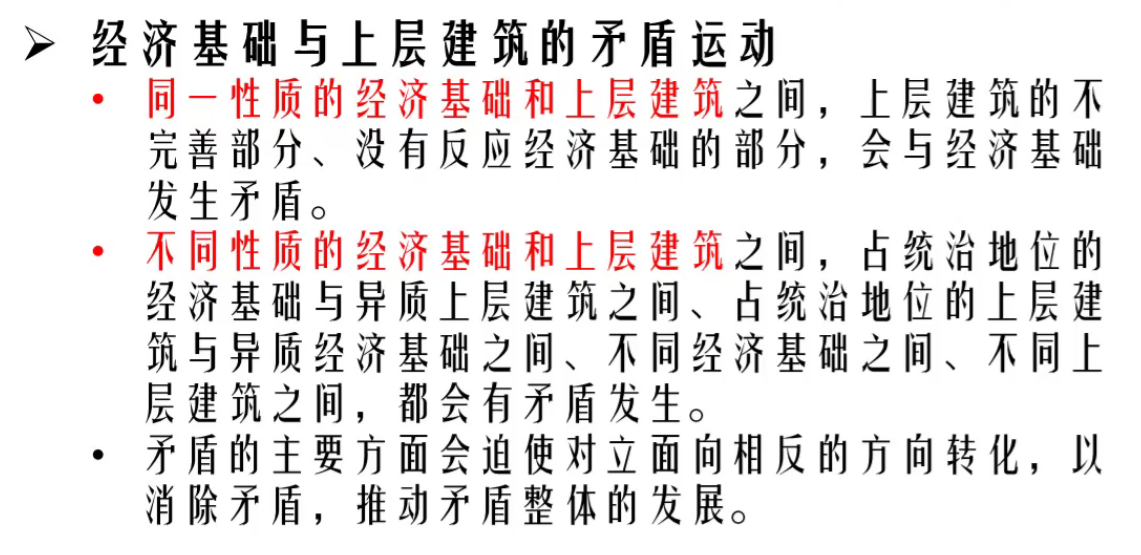 ➢ 经济基础与上层建筑的矛盾运动
• 同一性质的经济基础和上层建筑之间，上层建筑的不
完善部分、没有反应经济基础的部分，会与经济基础
发生矛盾。
• 不同性质的经济基础和上层建筑之间，占统治地位的
经济基础与异质上层建筑之间、占统治地位的上层建
筑与异质经济基础之间、不同经济基础之间、不同上
层建筑之间，都会有矛盾发生。
• 矛盾的主要方面会迫使对立面向相反的方向转化，以
消除矛盾，推动矛盾整体的发展。